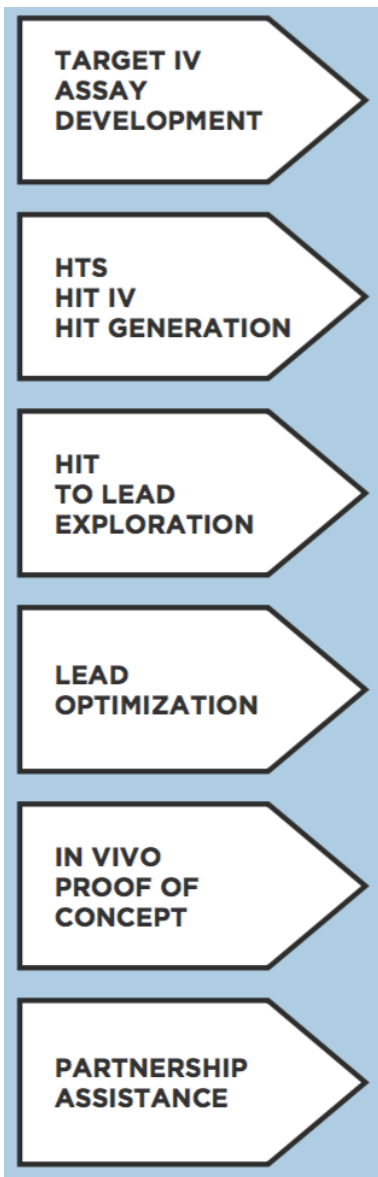 TARGET IV
ASSAY
DEVELOPMENT
HTS
HIT IV
HIT GENERATION
HIT
TO LEAD
EXPLORATION
LEAD
OPTIMIZATION
IN VIVO
PROOF OF
CONCEPT
PARTNERSHIP
ASSISTANCE